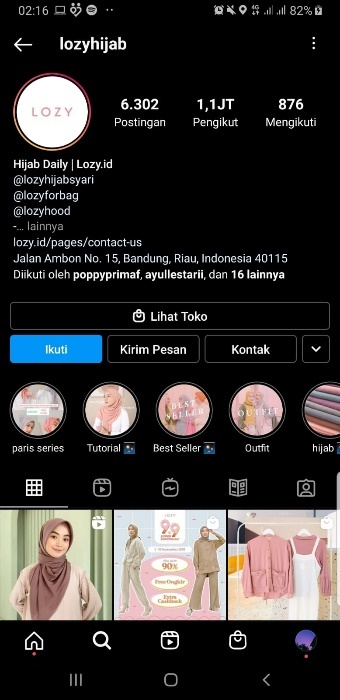 02:16
82%
lozyhijab
LOZY
6.302
Postingan
1,1JT
Pengikut
876
Mengikuti
Hijab Daily | Lozy.id
@lozyhijabsyari
@lozyforbag
@lozyhood
-... lainnya
lozy.id/pages/contact-us
Jalan Ambon No. 15, Bandung, Riau, Indonesia 40115
Diikuti oleh poppyprimaf, ayullestarii, dan 16 lainnya
Lihat Toko
Ikuti
Kirim Pesan
Kontak
BEST SELLER
OUTFIT
paris series
Tutorial
Best Seller
Outfit
hijab
LOZY
9.9
90%
Free Ongkir
Extra Cashback